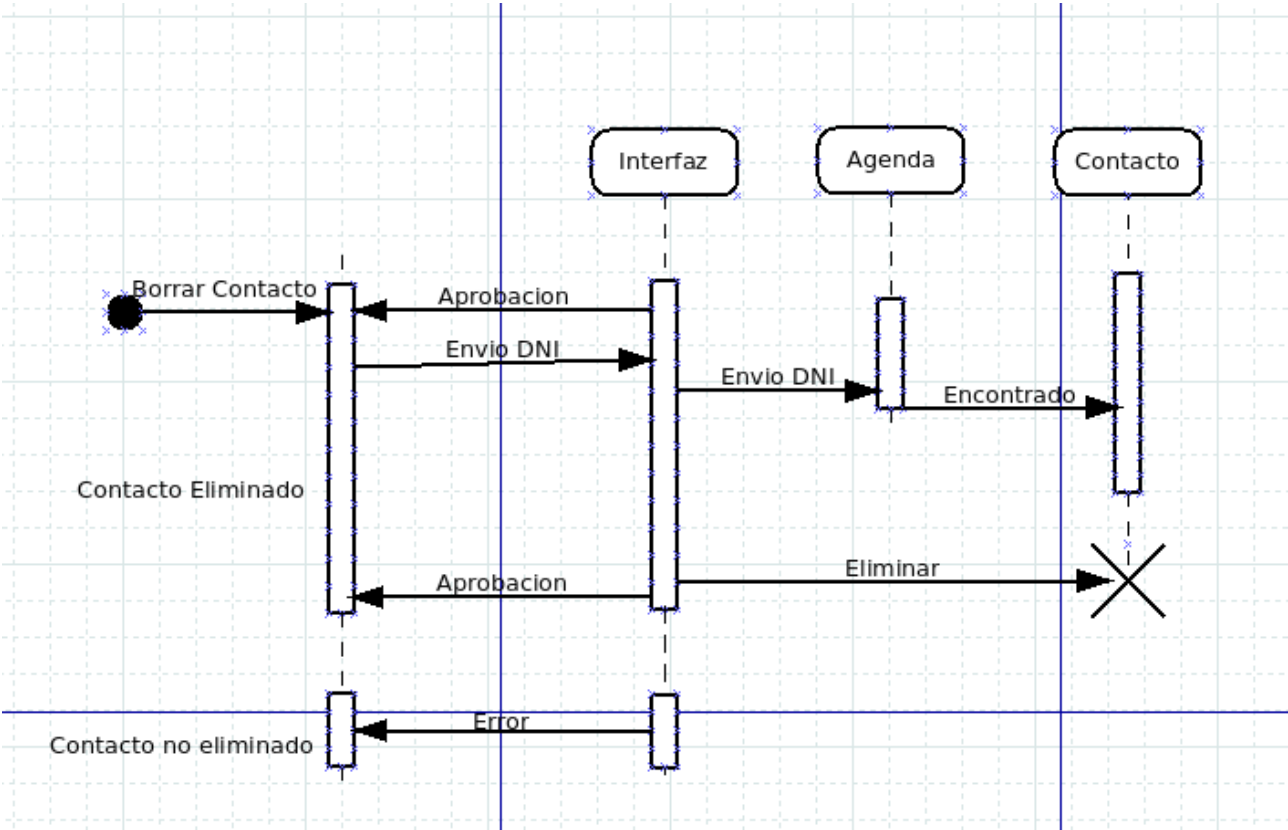 Interfaz
Agenda
Contacto
Borrar Contacto
Aprobacion
Envio DNI
Envio DNI
Encontrado
Contacto Eliminado
Eliminar
Aprobacion
Error
Contacto no eliminado